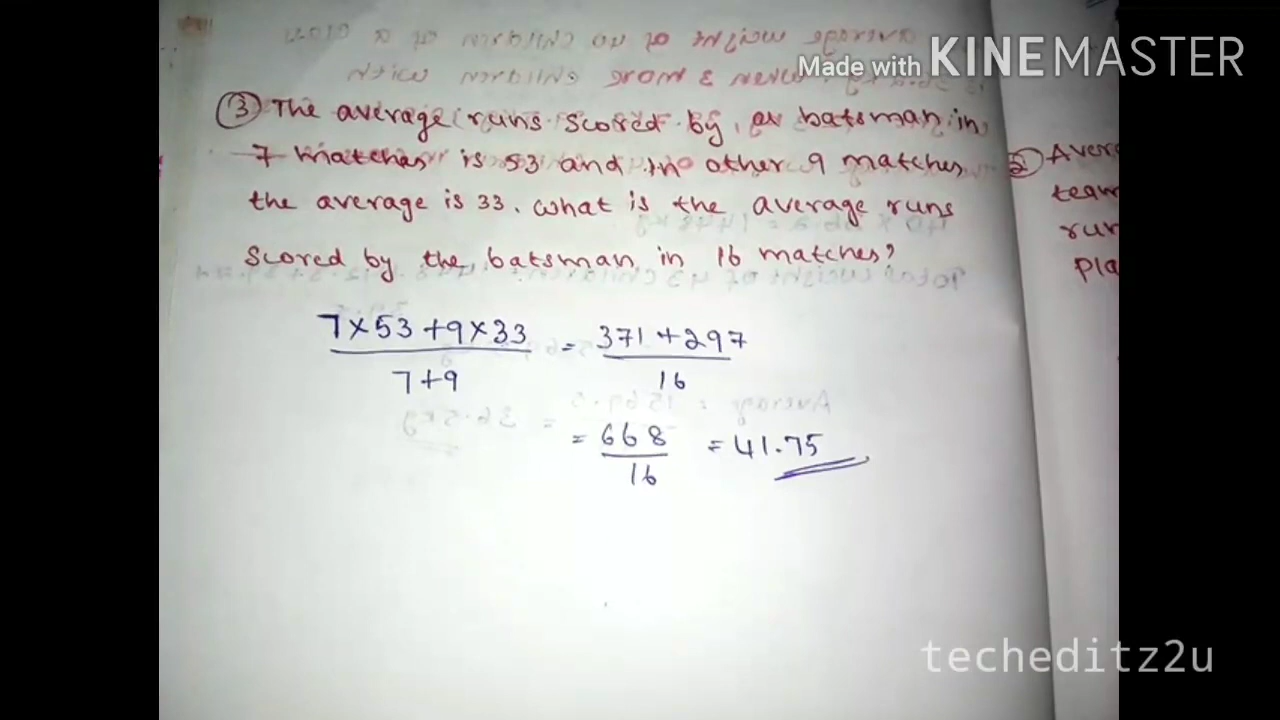 Made with KINEMASTER
③ The average runs scored by a batsman in
7 matches is 53 and in other 9 matches
the average is 33. What is the average runs
scored by the batsman in 16 matches?
7×53+9×33 = 371+297
7+9 16
= 668 = 41.75
16
②
team
techeditz2u